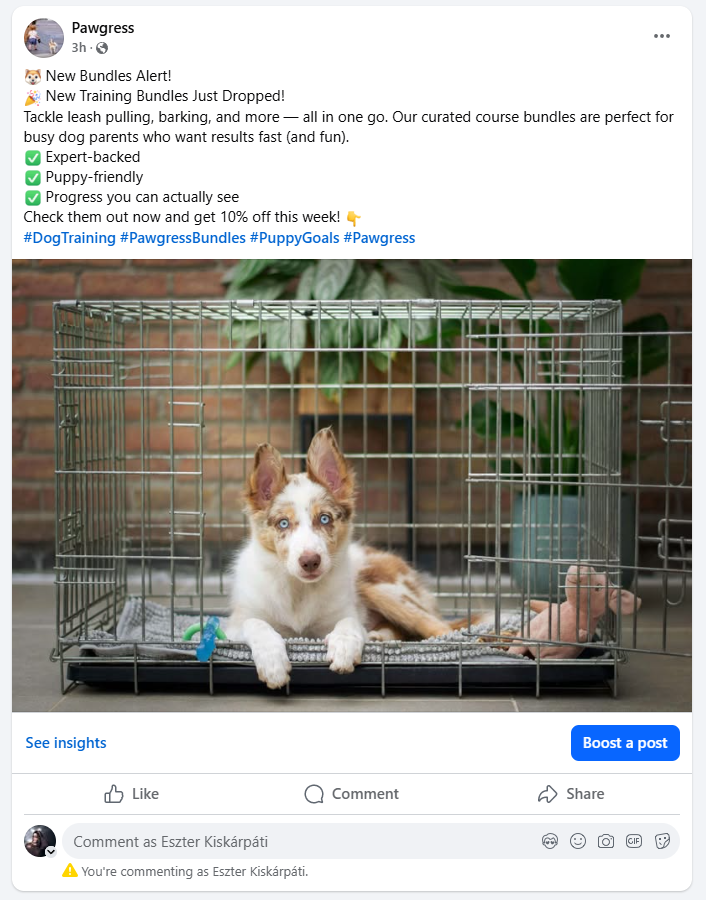 Pawgress
3h ·
🐶 New Bundles Alert!
🎉 New Training Bundles Just Dropped!
Tackle leash pulling, barking, and more — all in one go. Our curated course bundles are perfect for
busy dog parents who want results fast (and fun).
✅ Expert-backed
✅ Puppy-friendly
✅ Progress you can actually see
Check them out now and get 10% off this week! 👇
#DogTraining #PawgressBundles #PuppyGoals #Pawgress
See insights
Boost a post
Like
Comment
Share
Comment as Eszter Kiskárpáti
GIF
You're commenting as Eszter Kiskárpáti.